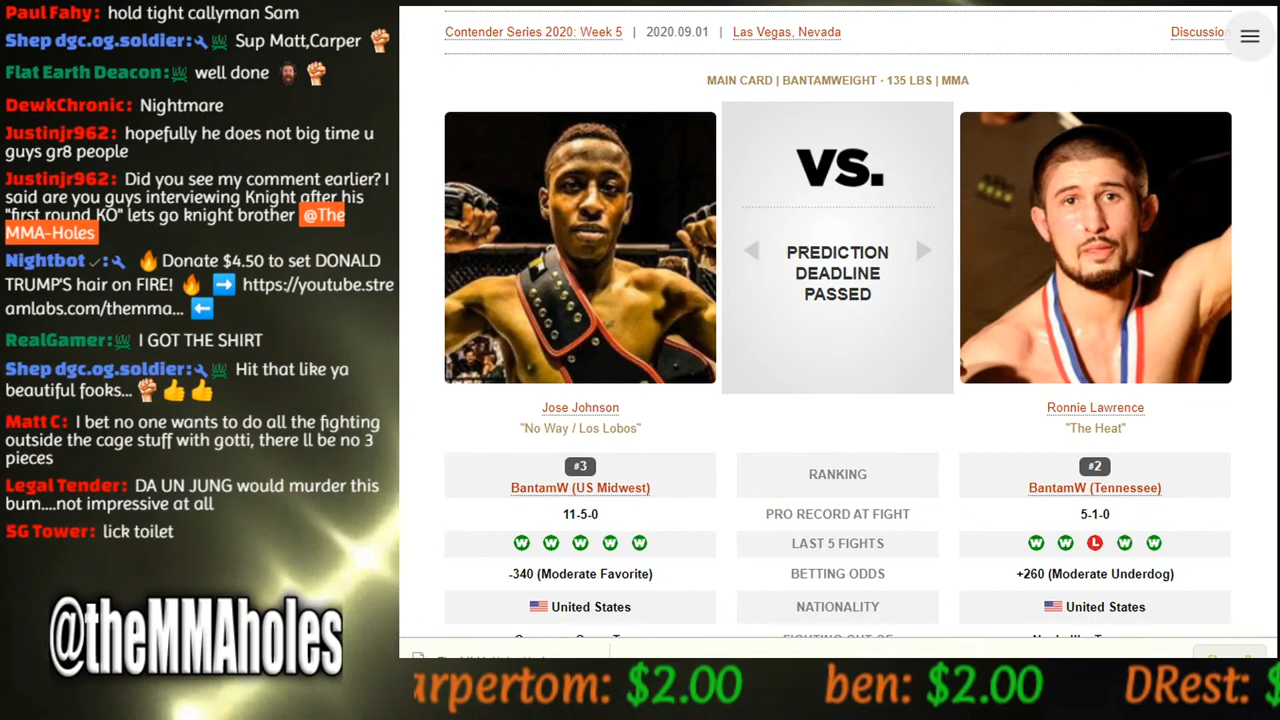 Paul Fahy: hold tight callyman Sam
Shep dgc.og.soldier: Sup Matt,Carper
Flat Earth Deacon: well done
DewkChronic: Nightmare
Justinjr962: hopefully he does not big time u
guys gr8 people
Justinjr962: Did you see my comment earlier? I
said are you guys interviewing Knight after his
"first round KO" lets go knight brother @The
MMA-Holes
Nightbot ✓: 🔥 Donate $4.50 to set DONALD
TRUMP'S hair on FIRE! 🔥 ➡️ https://youtube.stre
amlabs.com/themma... ⬅️
RealGamer: I GOT THE SHIRT
Shep dgc.og.soldier: Hit that like ya
beautiful fooks...
Matt C: I bet no one wants to do all the fighting
outside the cage stuff with gotti, there ll be no 3
pieces
Legal Tender: DA UN JUNG would murder this
bum....not impressive at all
SG Tower: lick toilet
@theMMAholes
Contender Series 2020: Week 5 | 2020.09.01 | Las Vegas, Nevada
Discussion
MAIN CARD | BANTAMWEIGHT · 135 LBS | MMA
VS.
PREDICTION
DEADLINE
PASSED
Jose Johnson
"No Way / Los Lobos"
Ronnie Lawrence
"The Heat"
#3 RANKING #2
BantamW (US Midwest) BantamW (Tennessee)
11-5-0 PRO RECORD AT FIGHT 5-1-0
W W W W W LAST 5 FIGHTS W W L W W
-340 (Moderate Favorite) BETTING ODDS +260 (Moderate Underdog)
United States NATIONALITY United States
arpertom: $2.00 ben: $2.00 DRest: $